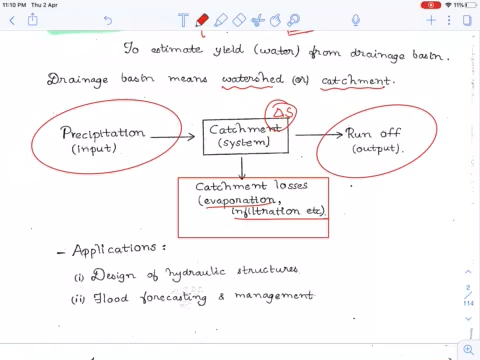 11:10 PM Thu 2 Apr
11%
To estimate yield (water) from drainage basin.
Drainage basin means watershed (or) catchment.
ΔS
Precipitation (input)
Catchment (system)
Run off (output).
Catchment losses
(evaporation,
infiltration etc).
- Applications:
(i) Design of hydraulic structures
(ii) Flood forecasting & management
2
114